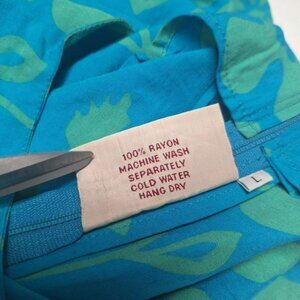 100% RAYON
MACHINE WASH
SEPARATELY
COLD WATER
HANG DRY
L